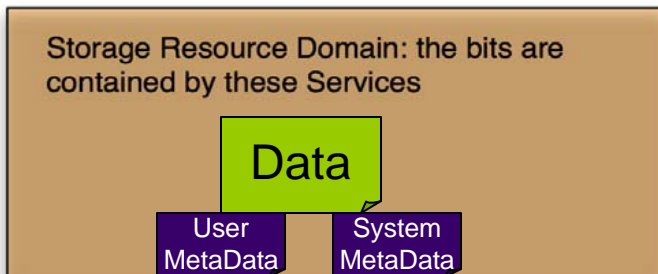 Storage Resource Domain: the bits are
contained by these Services
Data
User
MetaData
System
MetaData